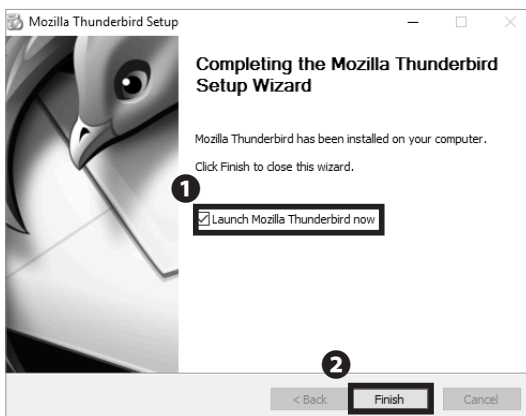 Mozilla Thunderbird Setup
Completing the Mozilla Thunderbird
Setup Wizard
Mozilla Thunderbird has been installed on your computer.
Click Finish to close this wizard.
1
Launch Mozilla Thunderbird now
2
< Back Finish Cancel